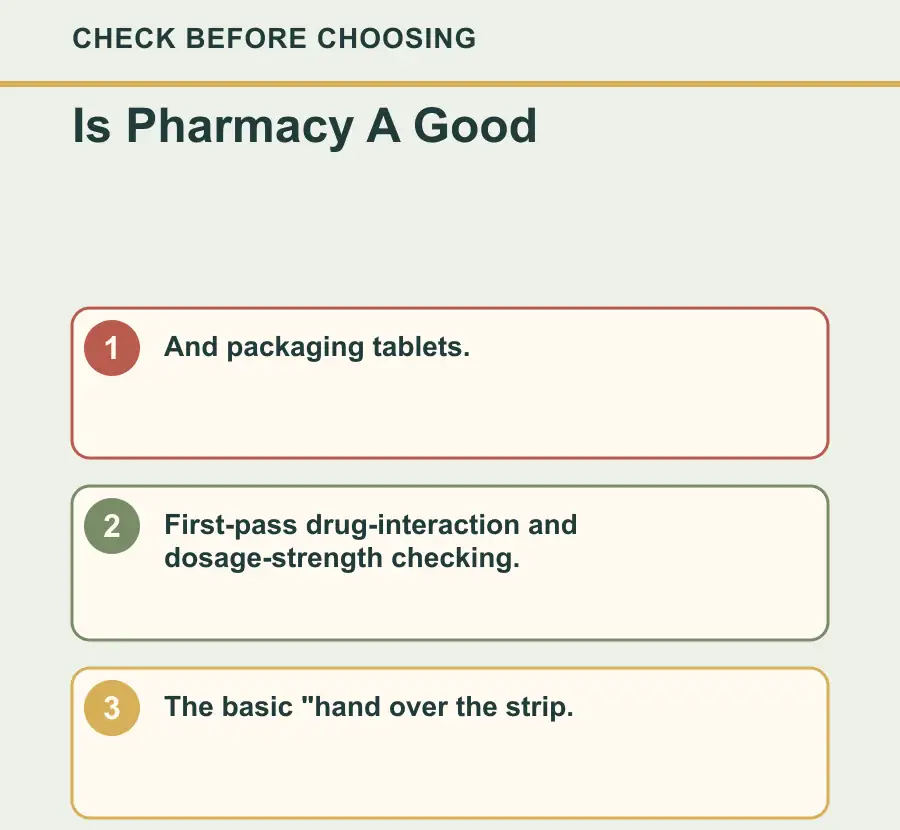 CHECK BEFORE CHOOSING
Is Pharmacy A Good
1 And packaging tablets.
2 First-pass drug-interaction and
dosage-strength checking.
3 The basic "hand over the strip.